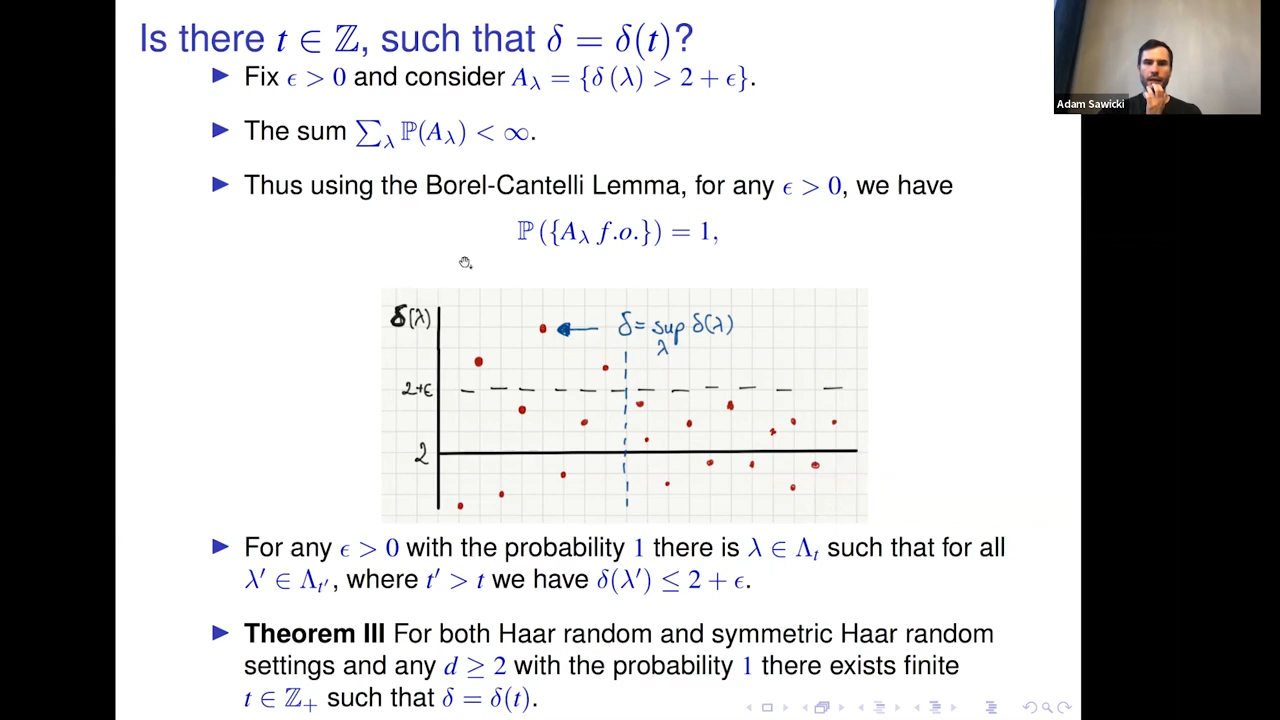 Is there t ∈ ℤ, such that δ = δ(t)?
▶ Fix ϵ > 0 and consider A_λ = {δ (λ) > 2 + ϵ}.
▶ The sum ∑_λ ℙ(A_λ) < ∞.
▶ Thus using the Borel-Cantelli Lemma, for any ϵ > 0, we have
ℙ ({A_λ f.o.}) = 1,
δ(λ)
δ = sup δ(λ)
λ
2+ϵ
2
▶ For any ϵ > 0 with the probability 1 there is λ ∈ Λ_t such that for all
λ′ ∈ Λ_t′, where t′ > t we have δ(λ′) ≤ 2 + ϵ.
▶ Theorem III For both Haar random and symmetric Haar random
settings and any d ≥ 2 with the probability 1 there exists finite
t ∈ ℤ₊ such that δ = δ(t).
Adam Sawicki